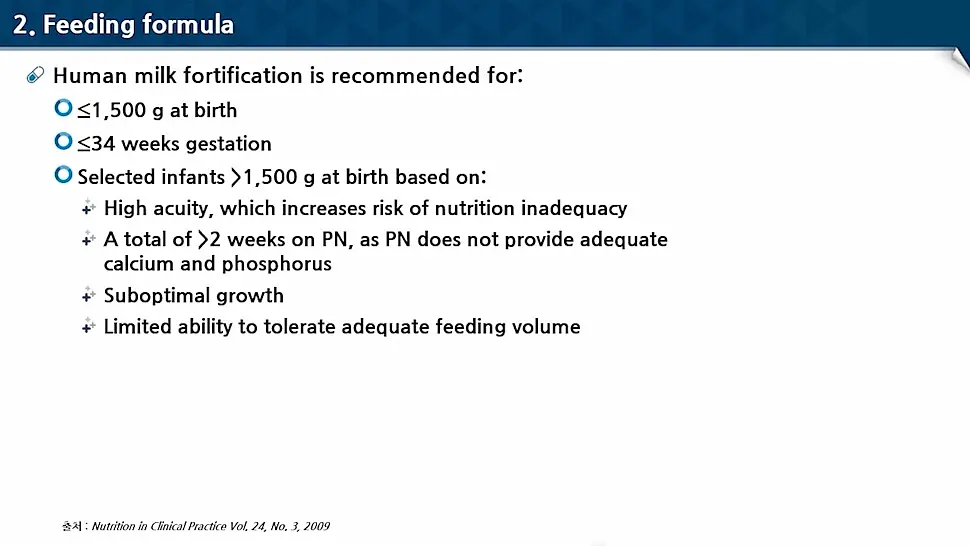 2. Feeding formula
Human milk fortification is recommended for:
≤1,500 g at birth
≤34 weeks gestation
Selected infants >1,500 g at birth based on:
High acuity, which increases risk of nutrition inadequacy
A total of >2 weeks on PN, as PN does not provide adequate
calcium and phosphorus
Suboptimal growth
Limited ability to tolerate adequate feeding volume
출처 : Nutrition in Clinical Practice Vol. 24, No. 3, 2009